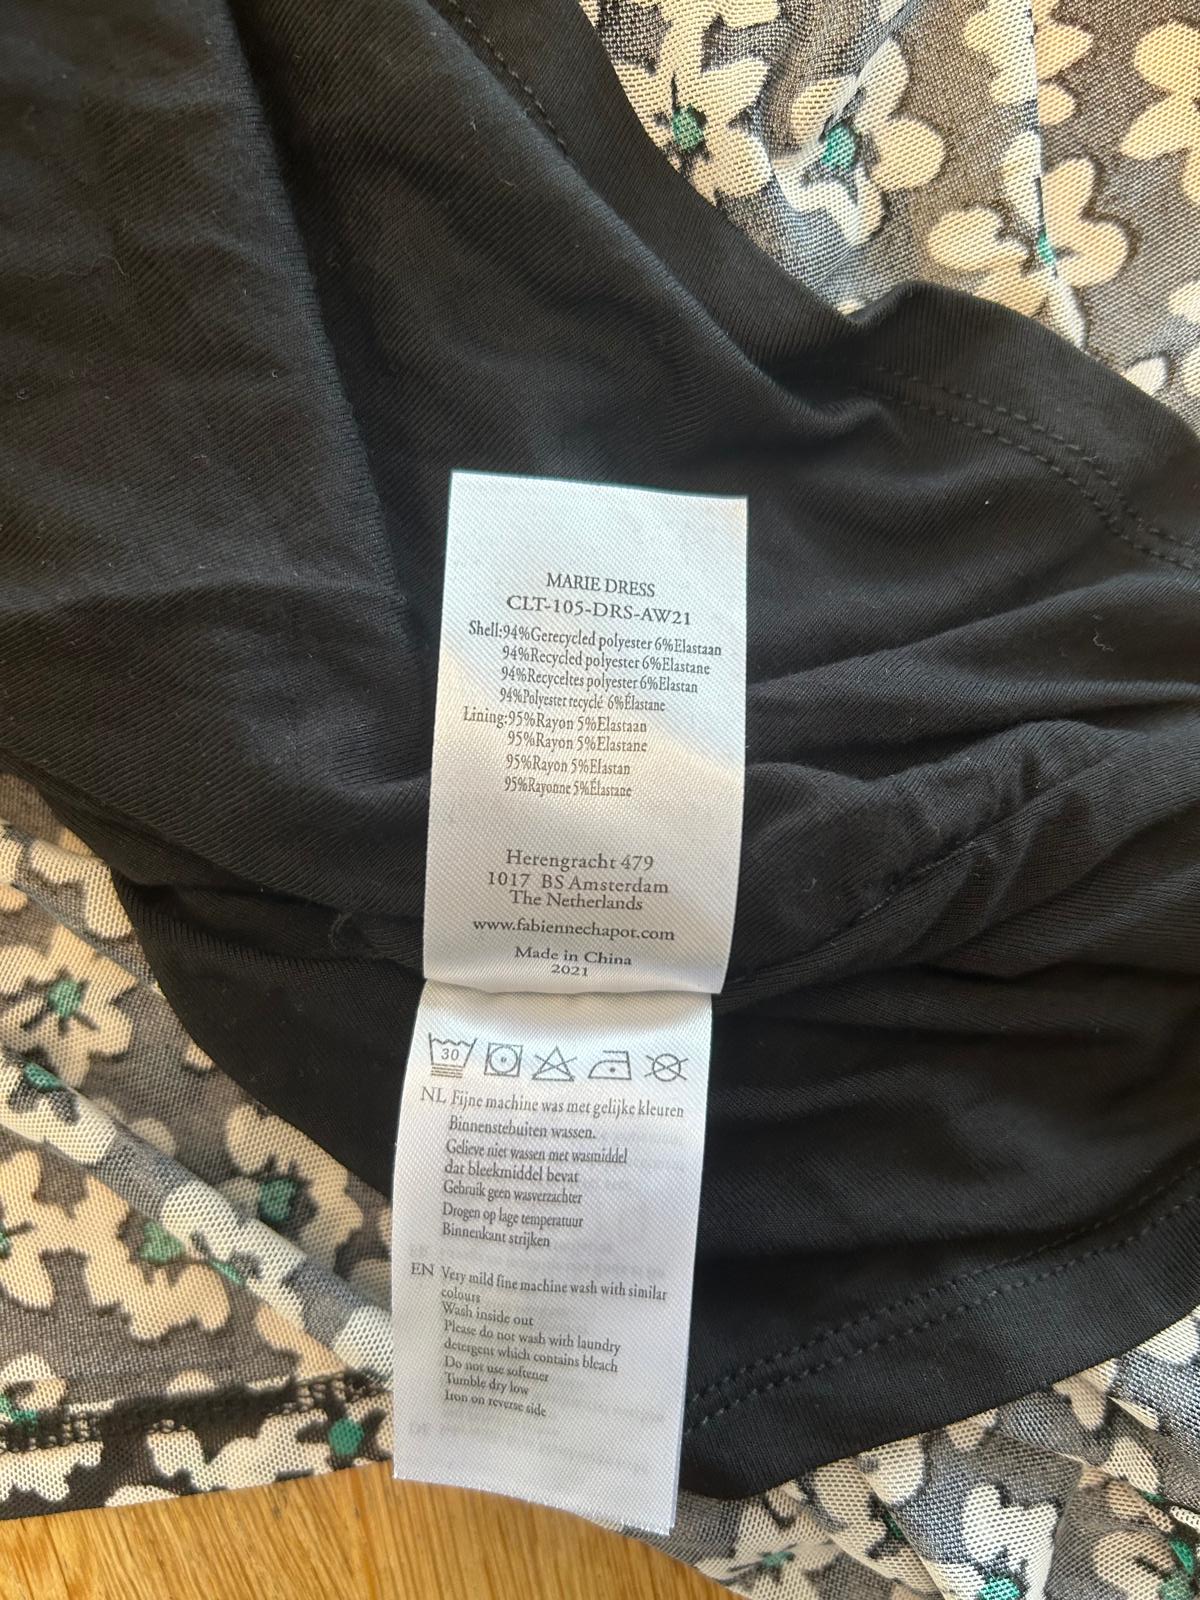 MARIE DRESS
CLT-105-DRS-AW21
Shell:94%Gerecycled polyester 6%Elastaan
94%Recycled polyester 6%Elastane
94%Recyceltes polyester 6%Elastan
94%Polyester recyclé 6%Élastane
Lining:95%Rayon 5%Elastaan
95%Rayon 5%Elastane
95%Rayon 5%Elastan
95%Rayonne 5%Élastane
Herengracht 479
1017 BS Amsterdam
The Netherlands
www.fabiennechapot.com
Made in China
2021
30
NL Fijne machine was met gelijke kleuren
Binnenstebuiten wassen.
Gelieve niet wassen met wasmiddel
dat bleekmiddel bevat
Gebruik geen wasverzachter
Drogen op lage temperatuur
Binnenkant strijken
EN Very mild fine machine wash with similar
colours
Wash inside out
Please do not wash with laundry
detergent which contains bleach
Do not use softener
Tumble dry low
Iron on reverse side